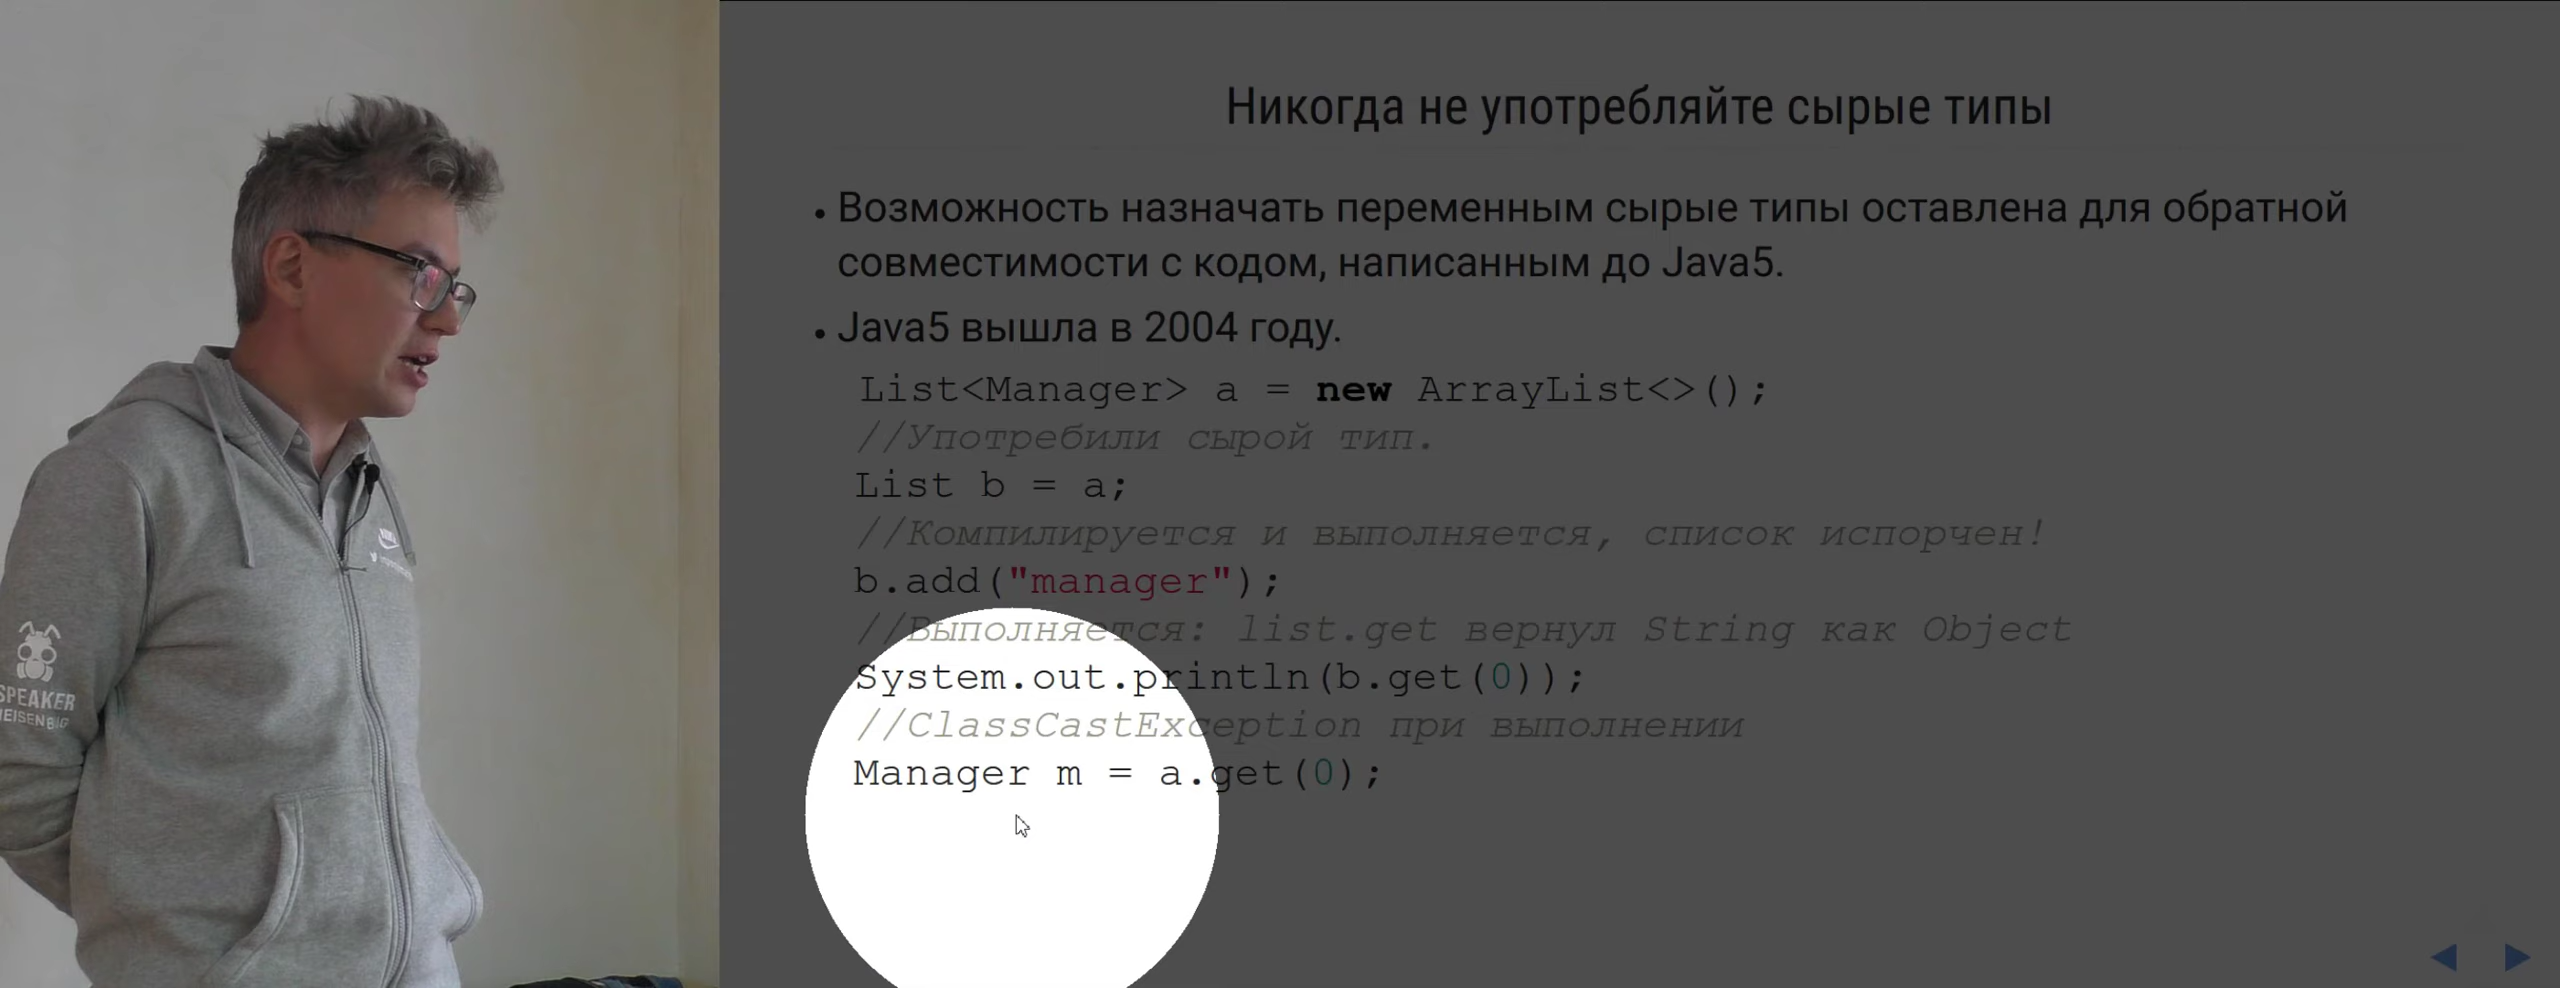 Никогда не употребляйте сырые типы
• Возможность назначать переменным сырые типы оставлена для обратной
совместимости с кодом, написанным до Java5.
• Java5 вышла в 2004 году.
List<Manager> a = new ArrayList<>();
//Употребили сырой тип.
List b = a;
//Компилируется и выполняется, список испорчен!
b.add("manager");
//Выполняется: list.get вернул String как Object
System.out.println(b.get(0));
//ClassCastException при выполнении
Manager m = a.get(0);
SPEAKER
HEISENBUG